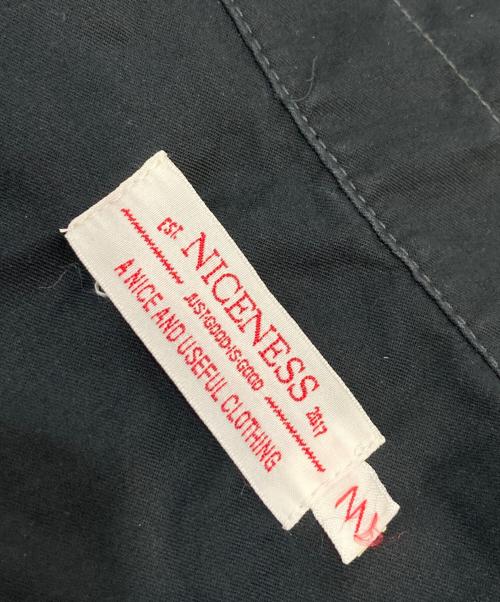 EST. NICENESS 2017
JUST·GOOD·IS·GOOD
A NICE AND USEFUL CLOTHING